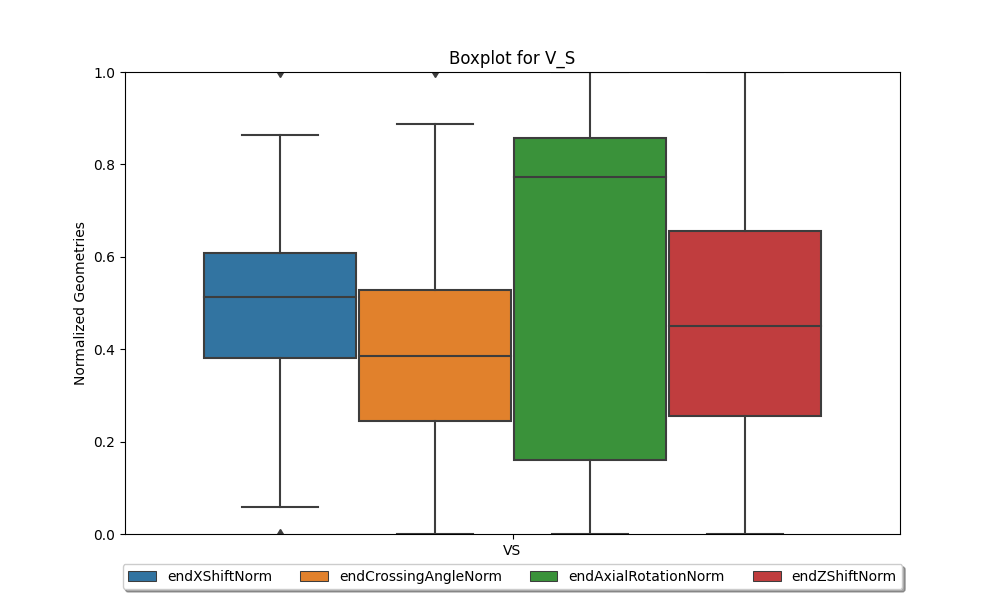 Boxplot for V_S
1.0
0.8
0.6
0.4
0.2
0.0
Normalized Geometries
VS
endXShiftNorm endCrossingAngleNorm endAxialRotationNorm endZShiftNorm